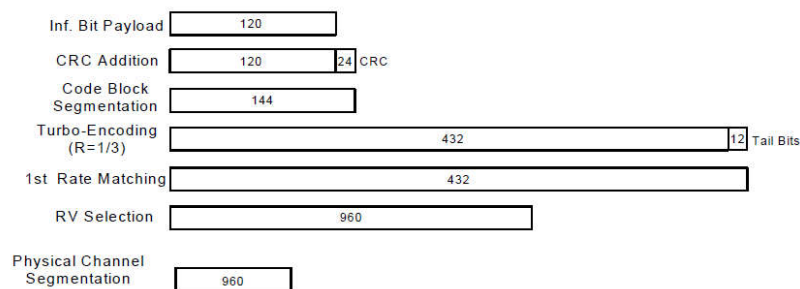 Inf. Bit Payload 120
CRC Addition 120 24 CRC
Code Block
Segmentation 144
Turbo-Encoding
(R=1/3) 432 12 Tail Bits
1st Rate Matching 432
RV Selection 960
Physical Channel
Segmentation 960